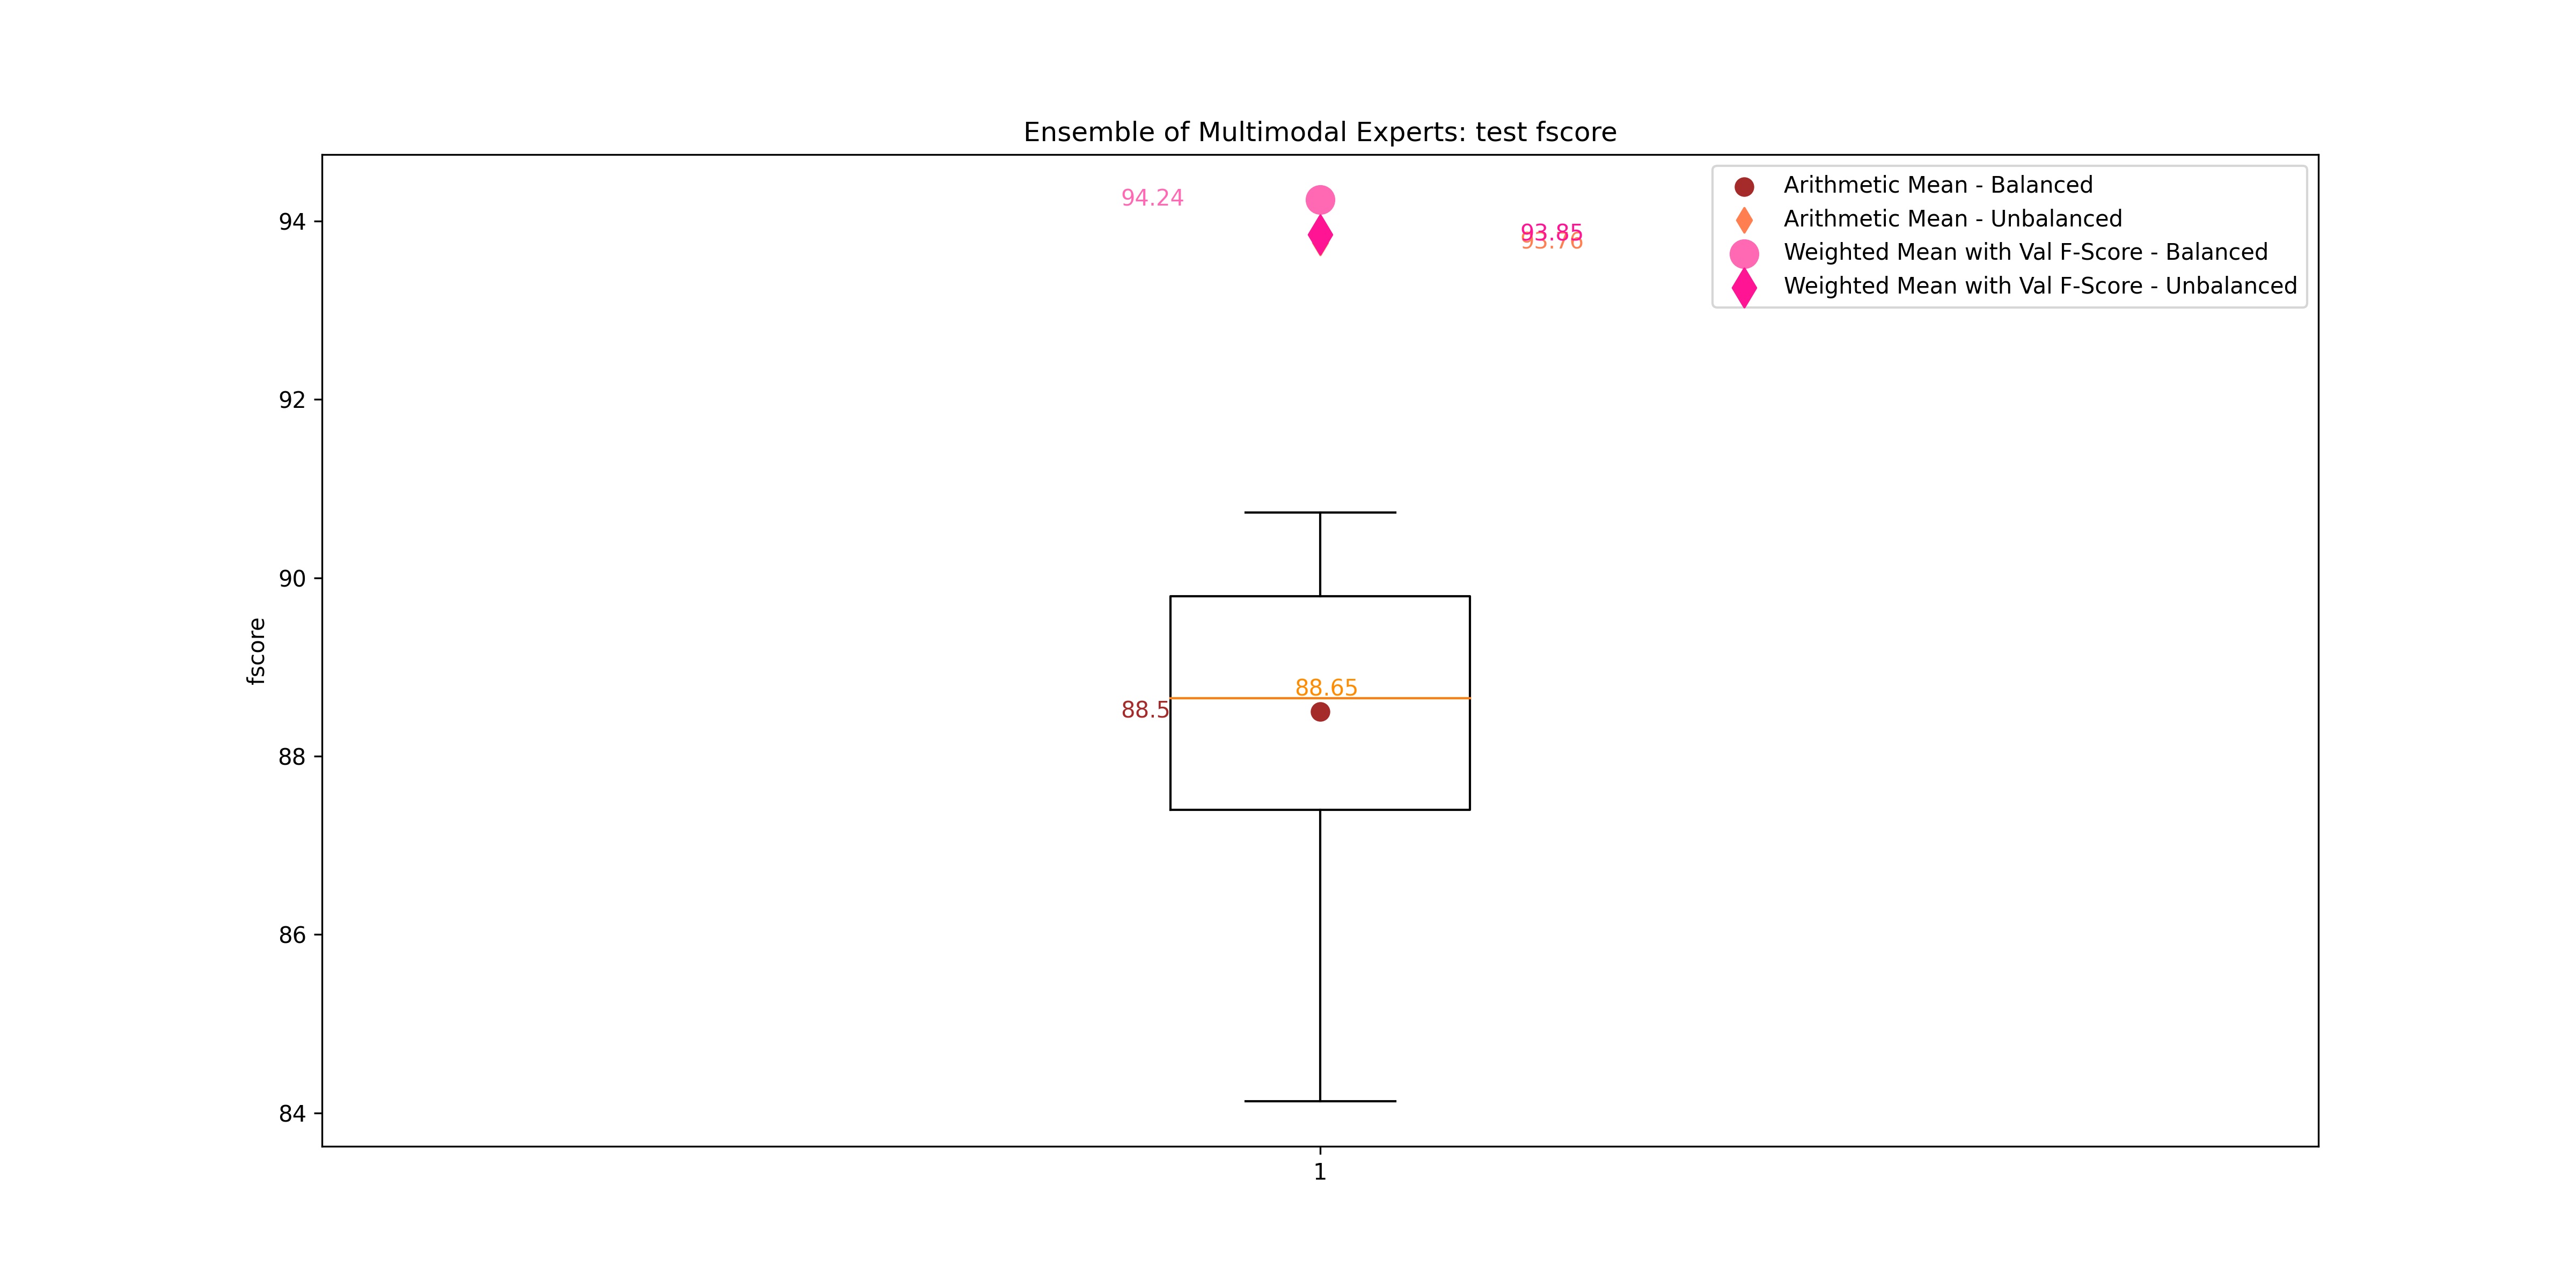 Ensemble of Multimodal Experts: test fscore
Arithmetic Mean - Balanced
Arithmetic Mean - Unbalanced
Weighted Mean with Val F-Score - Balanced
Weighted Mean with Val F-Score - Unbalanced
94.24
93.85
93.76
88.65
88.5
94
92
90
88
86
84
fscore
1